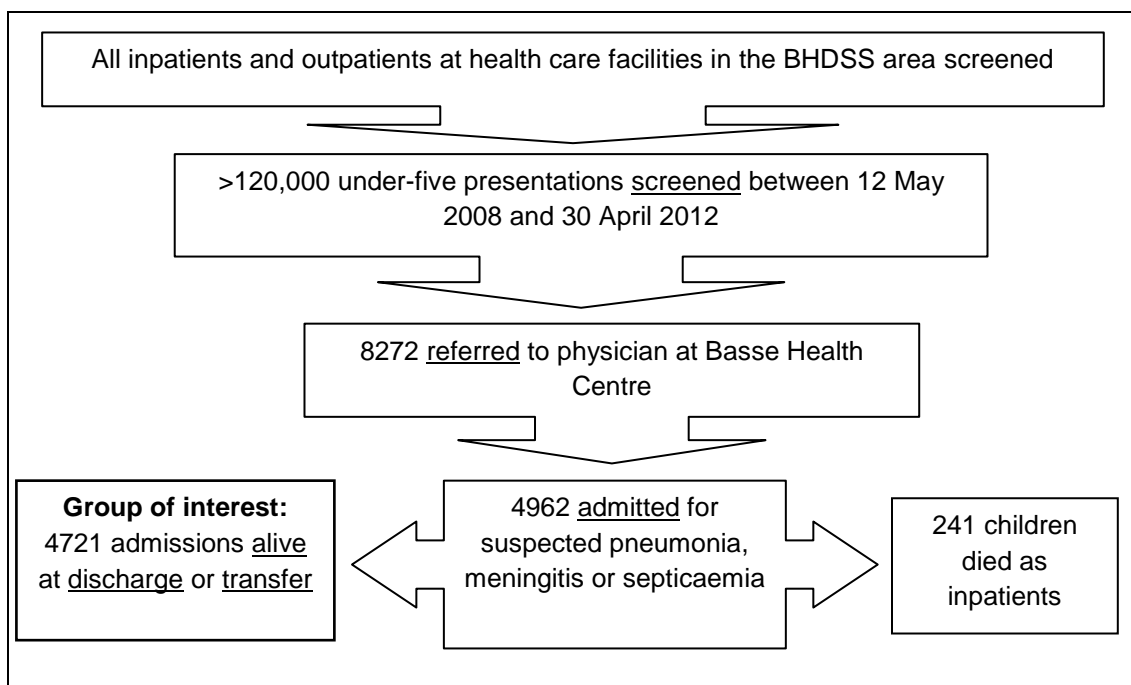 All inpatients and outpatients at health care facilities in the BHDSS area screened
>120,000 under-five presentations screened between 12 May
2008 and 30 April 2012
8272 referred to physician at Basse Health
Centre
Group of interest:
4721 admissions alive
at discharge or transfer
4962 admitted for
suspected pneumonia,
meningitis or septicaemia
241 children
died as
inpatients